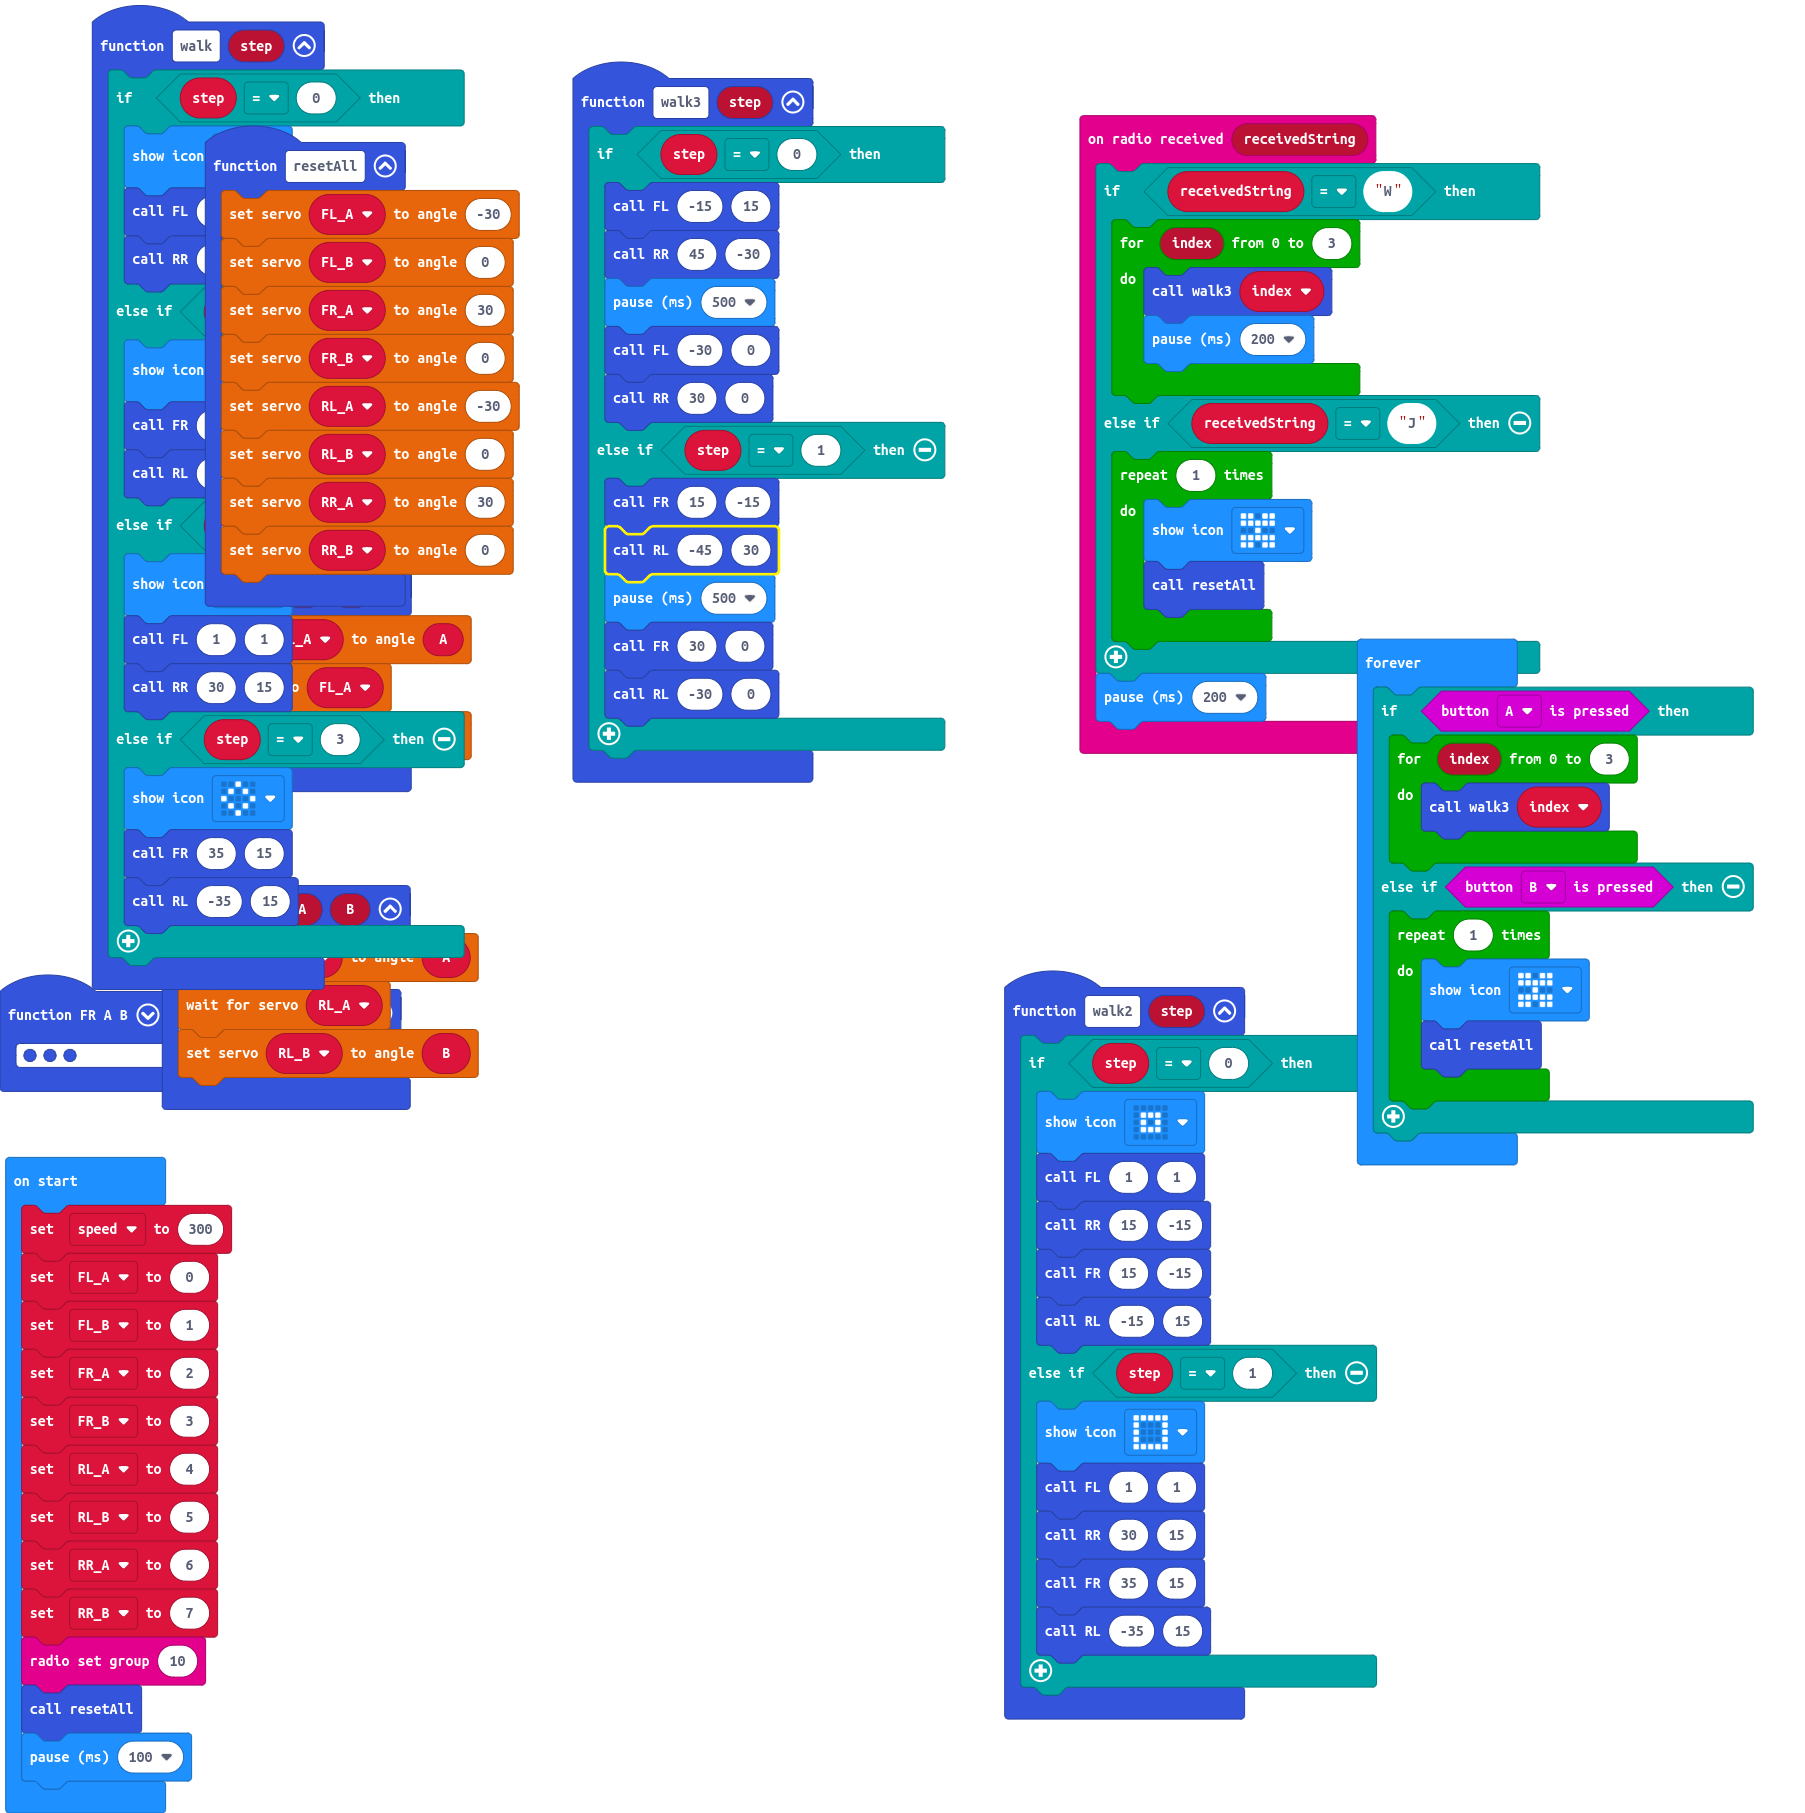 function walk step
if step = 0 then
show icon
call FL
call RR
else if
show icon
call FR
call RL
else if
show icon
call FL 1 1
call RR 30 15
else if step = 3 then
show icon
call FR 35 15
call RL -35 15
function resetAll
set servo FL_A to angle -30
set servo FL_B to angle 0
set servo FR_A to angle 30
set servo FR_B to angle 0
set servo RL_A to angle -30
set servo RL_B to angle 0
set servo RR_A to angle 30
set servo RR_B to angle 0
_A to angle A
FL_A
A B
to angle A
function FR A B
wait for servo RL_A
set servo RL_B to angle B
on start
set speed to 300
set FL_A to 0
set FL_B to 1
set FR_A to 2
set FR_B to 3
set RL_A to 4
set RL_B to 5
set RR_A to 6
set RR_B to 7
radio set group 10
call resetAll
pause (ms) 100
function walk3 step
if step = 0 then
call FL -15 15
call RR 45 -30
pause (ms) 500
call FL -30 0
call RR 30 0
else if step = 1 then
call FR 15 -15
call RL -45 30
pause (ms) 500
call FR 30 0
call RL -30 0
on radio received receivedString
if receivedString = "W" then
for index from 0 to 3
do
call walk3 index
pause (ms) 200
else if receivedString = "J" then
repeat 1 times
do
show icon
call resetAll
pause (ms) 200
forever
if button A is pressed then
for index from 0 to 3
do
call walk3 index
else if button B is pressed then
repeat 1 times
do
show icon
call resetAll
function walk2 step
if step = 0 then
show icon
call FL 1 1
call RR 15 -15
call FR 15 -15
call RL -15 15
else if step = 1 then
show icon
call FL 1 1
call RR 30 15
call FR 35 15
call RL -35 15